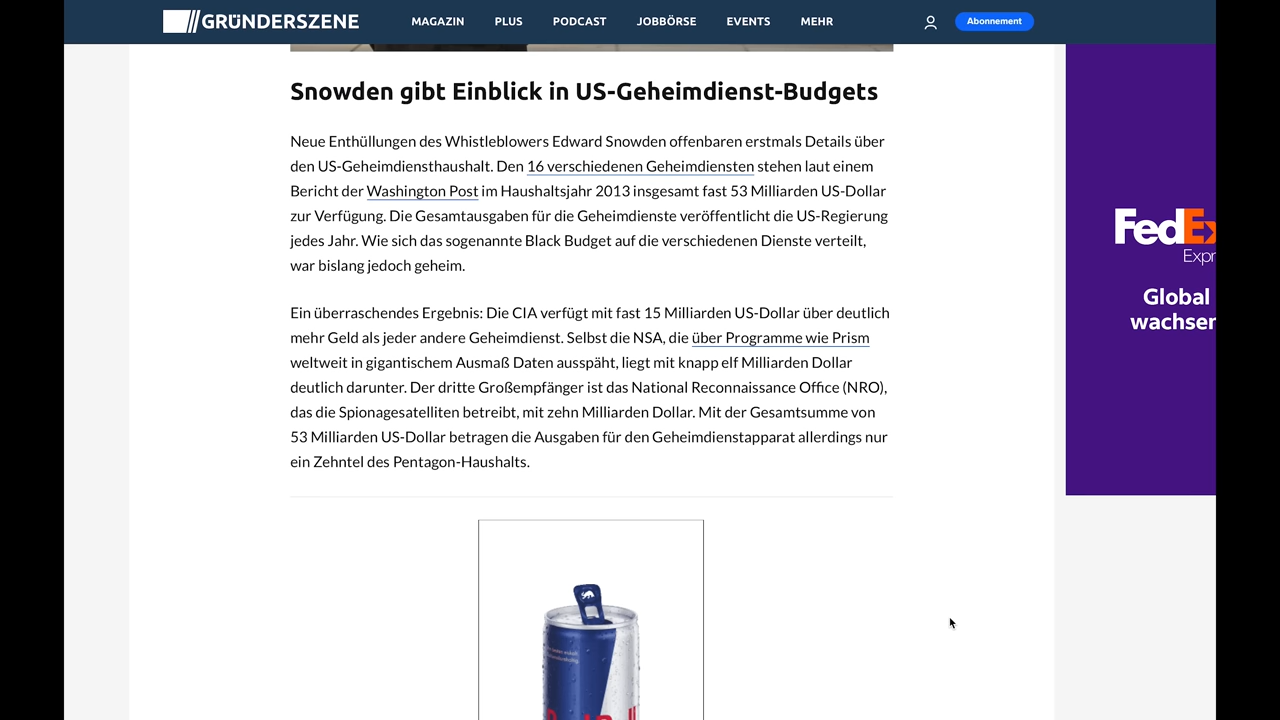 GRÜNDERSZENE
MAGAZIN PLUS PODCAST JOBBÖRSE EVENTS MEHR
Abonnement
Snowden gibt Einblick in US-Geheimdienst-Budgets
Neue Enthüllungen des Whistleblowers Edward Snowden offenbaren erstmals Details über
den US-Geheimdiensthaushalt. Den 16 verschiedenen Geheimdiensten stehen laut einem
Bericht der Washington Post im Haushaltsjahr 2013 insgesamt fast 53 Milliarden US-Dollar
zur Verfügung. Die Gesamtausgaben für die Geheimdienste veröffentlicht die US-Regierung
jedes Jahr. Wie sich das sogenannte Black Budget auf die verschiedenen Dienste verteilt,
war bislang jedoch geheim.
Ein überraschendes Ergebnis: Die CIA verfügt mit fast 15 Milliarden US-Dollar über deutlich
mehr Geld als jeder andere Geheimdienst. Selbst die NSA, die über Programme wie Prism
weltweit in gigantischem Ausmaß Daten ausspäht, liegt mit knapp elf Milliarden Dollar
deutlich darunter. Der dritte Großempfänger ist das National Reconnaissance Office (NRO),
das die Spionagesatelliten betreibt, mit zehn Milliarden Dollar. Mit der Gesamtsumme von
53 Milliarden US-Dollar betragen die Ausgaben für den Geheimdienstapparat allerdings nur
ein Zehntel des Pentagon-Haushalts.
FedEx
Expr
Global
wachsen